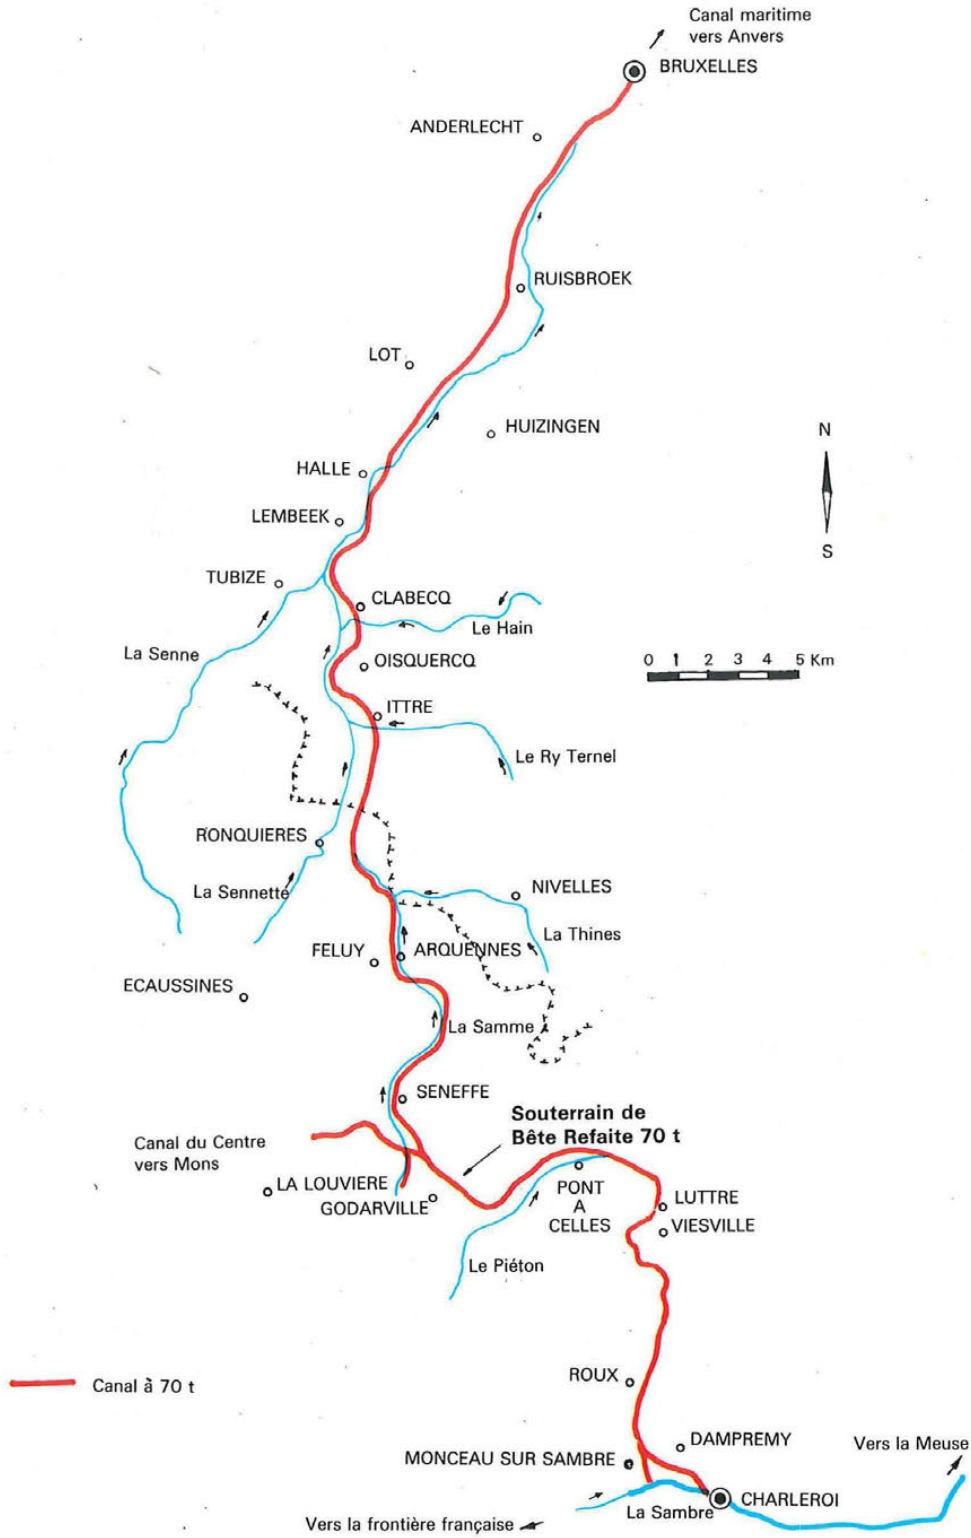 Canal maritime
vers Anvers
BRUXELLES
ANDERLECHT
RUISBROEK
LOT
HUIZINGEN
N
S
HALLE
LEMBEEK
TUBIZE
CLABECQ
Le Hain
La Senne
OISQUERCQ
0 1 2 3 4 5 Km
ITTRE
Le Ry Ternel
RONQUIERES
La Sennette
NIVELLES
La Thines
FELUY
ARQUENNES
ECAUSSINES
La Samme
SENEFFE
Souterrain de
Bête Refaite 70 t
Canal du Centre
vers Mons
LA LOUVIERE
GODARVILLE
PONT
A
CELLES
LUTTRE
VIESVILLE
Le Piéton
ROUX
Canal à 70 t
DAMPREMY
MONCEAU SUR SAMBRE
Vers la Meuse
CHARLEROI
La Sambre
Vers la frontière française